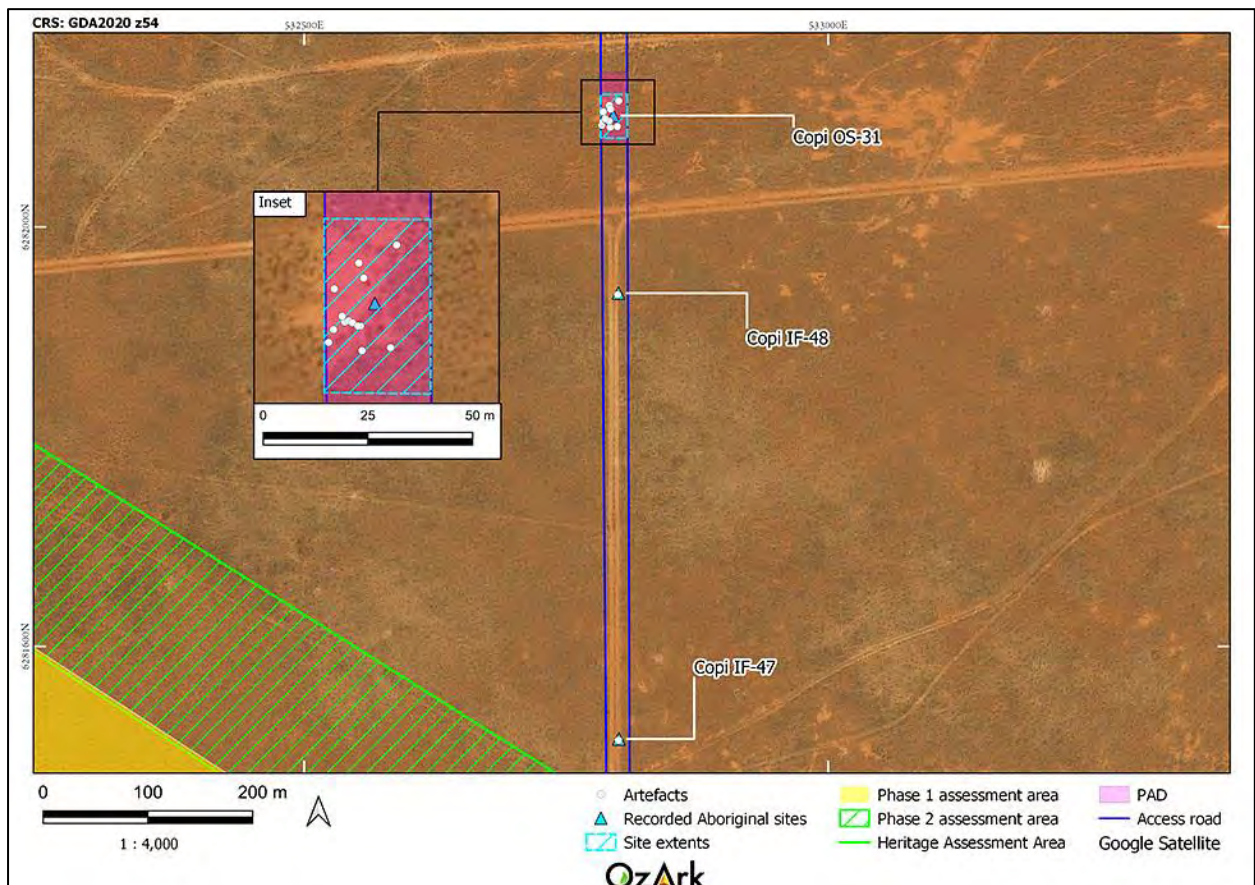 CRS: GDA2020 z54
532500E
533000E
Copi OS-31
Inset
6282000N
Copi IF-48
0 25 50 m
6281600N
Copi IF-47
0 100 200 m
1 : 4,000
Artefacts
Recorded Aboriginal sites
Site extents
Phase 1 assessment area
Phase 2 assessment area
Heritage Assessment Area
PAD
Access road
Google Satellite
OzArk